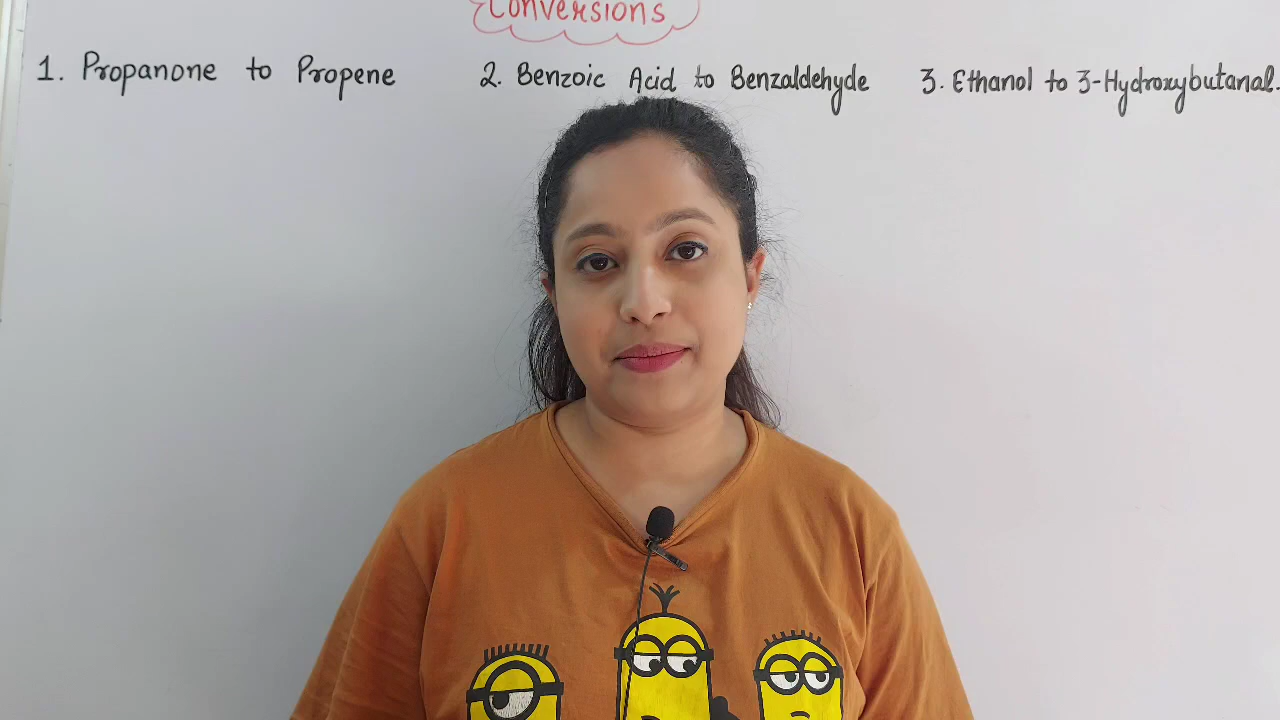 Conversions
1. Propanone to Propene
2. Benzoic Acid to Benzaldehyde
3. Ethanol to 3-Hydroxybutanal.